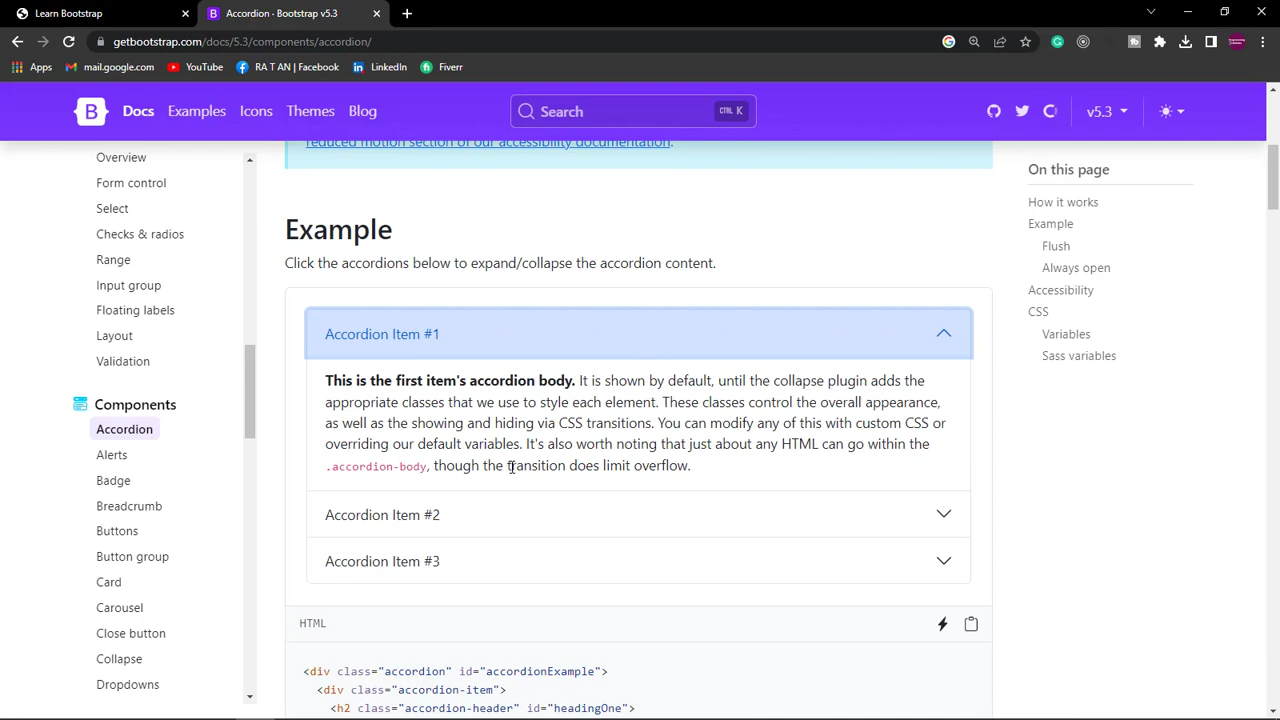 Learn Bootstrap
Accordion - Bootstrap v5.3
getbootstrap.com/docs/5.3/components/accordion/
Apps
mail.google.com
YouTube
RA T AN | Facebook
LinkedIn
Fiverr
B
Docs
Examples
Icons
Themes
Blog
Search
CTRL K
v5.3
Overview
Form control
Select
Checks & radios
Range
Input group
Floating labels
Layout
Validation
Components
Accordion
Alerts
Badge
Breadcrumb
Buttons
Button group
Card
Carousel
Close button
Collapse
Dropdowns
reduced motion section of our accessibility documentation.
Example
Click the accordions below to expand/collapse the accordion content.
Accordion Item #1
This is the first item's accordion body. It is shown by default, until the collapse plugin adds the
appropriate classes that we use to style each element. These classes control the overall appearance,
as well as the showing and hiding via CSS transitions. You can modify any of this with custom CSS or
overriding our default variables. It's also worth noting that just about any HTML can go within the
.accordion-body, though the transition does limit overflow.
Accordion Item #2
Accordion Item #3
HTML
<div class="accordion" id="accordionExample">
<div class="accordion-item">
<h2 class="accordion-header" id="headingOne">
On this page
How it works
Example
Flush
Always open
Accessibility
CSS
Variables
Sass variables